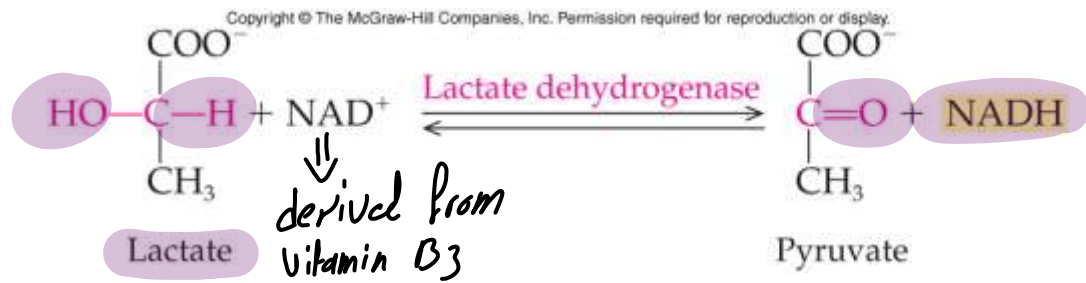 Copyright © The McGraw-Hill Companies, Inc. Permission required for reproduction or display.
COO⁻ COO⁻
HO—C—H + NAD⁺ Lactate dehydrogenase C=O + NADH
CH₃ CH₃
derived from
vitamin B3
Lactate Pyruvate